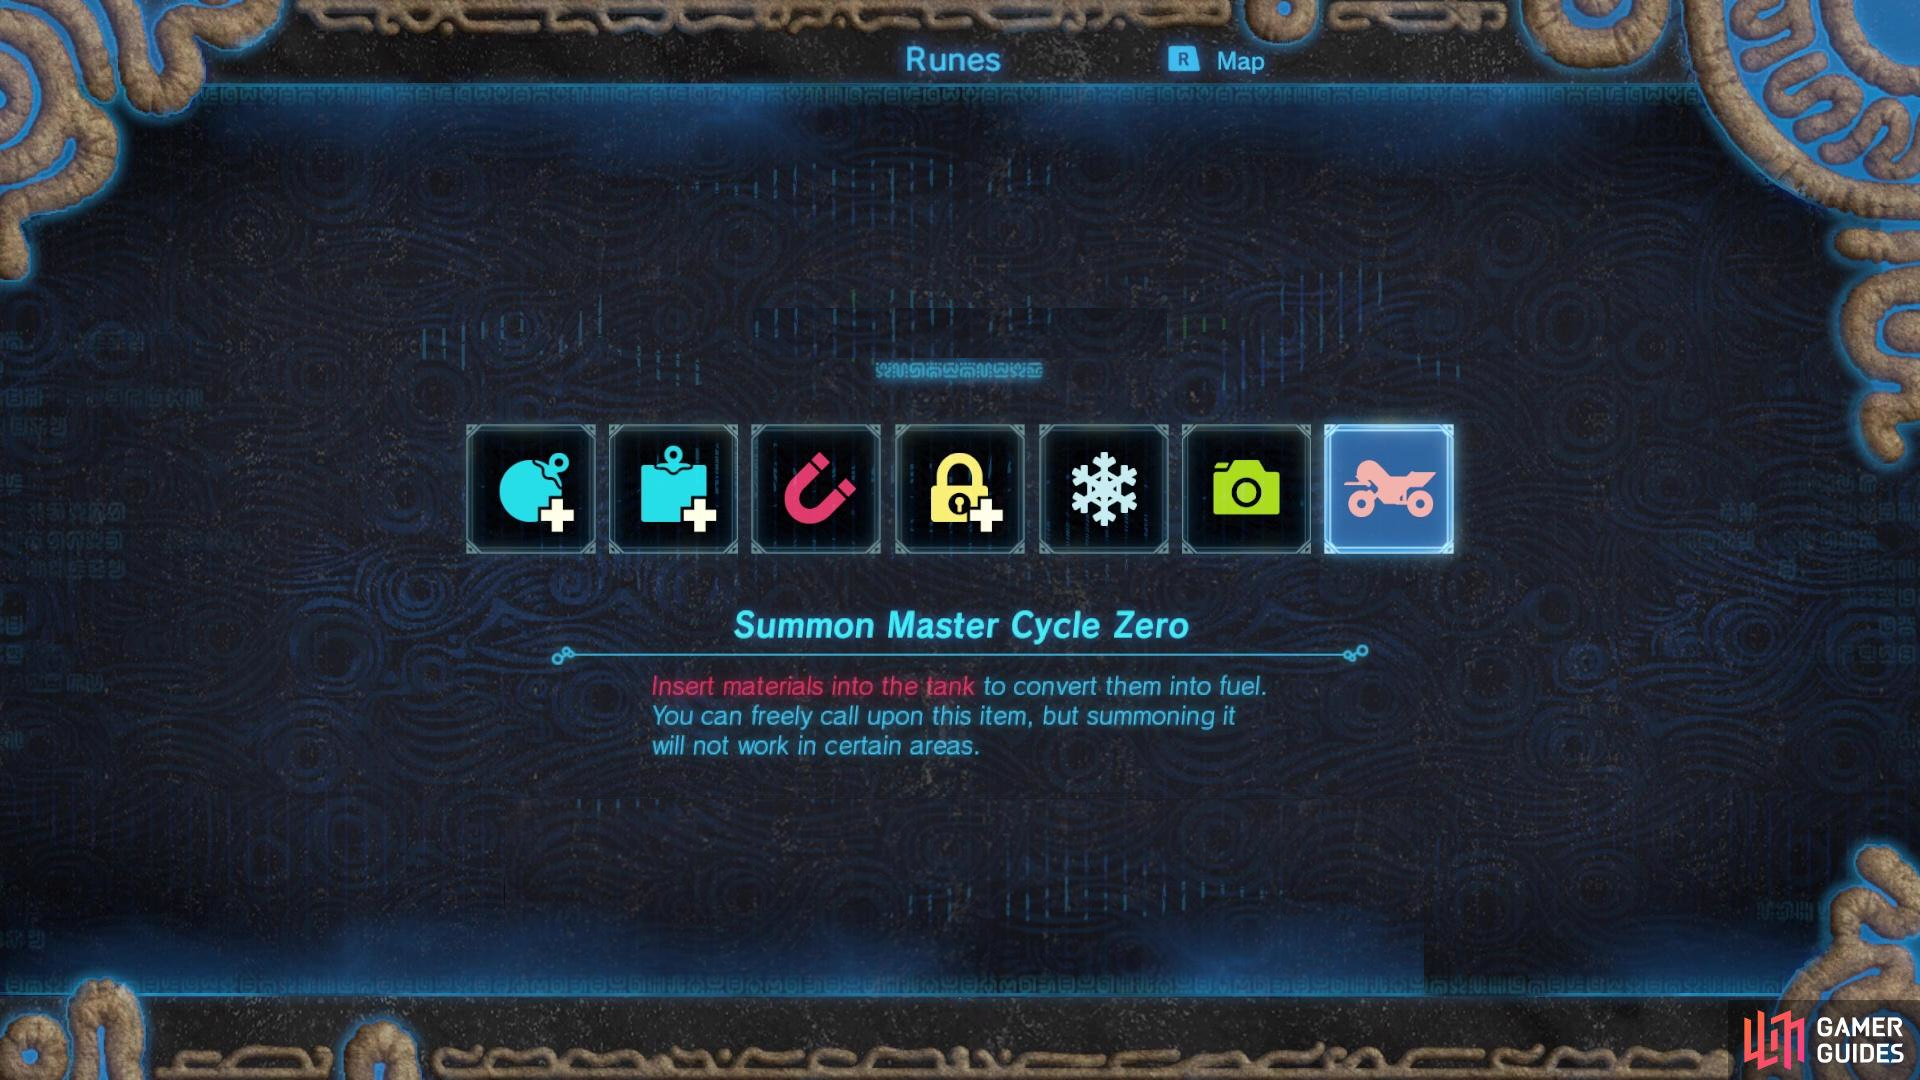 Runes
R Map
Summon Master Cycle Zero
Insert materials into the tank to convert them into fuel.
You can freely call upon this item, but summoning it
will not work in certain areas.
GAMER
GUIDES